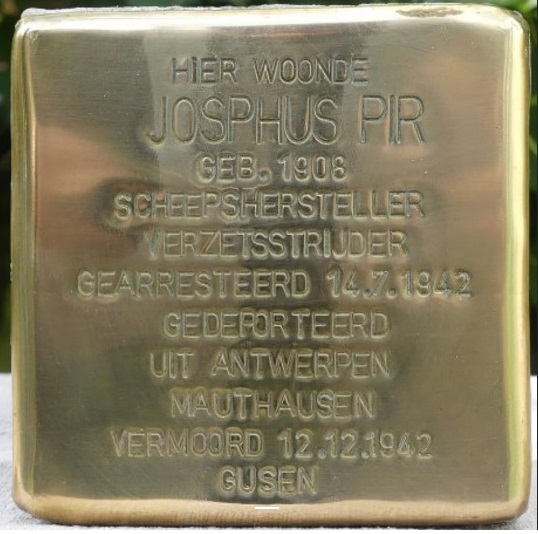 HIER WOONDE
JOSPHUS PIR
GEB. 1908
SCHEEPSHERSTELLER
VERZETSSTRIJDER
GEARRESTEERD 14.7.1942
GEDEPORTEERD
UIT ANTWERPEN
MAUTHAUSEN
VERMOORD 12.12.1942
GUSEN